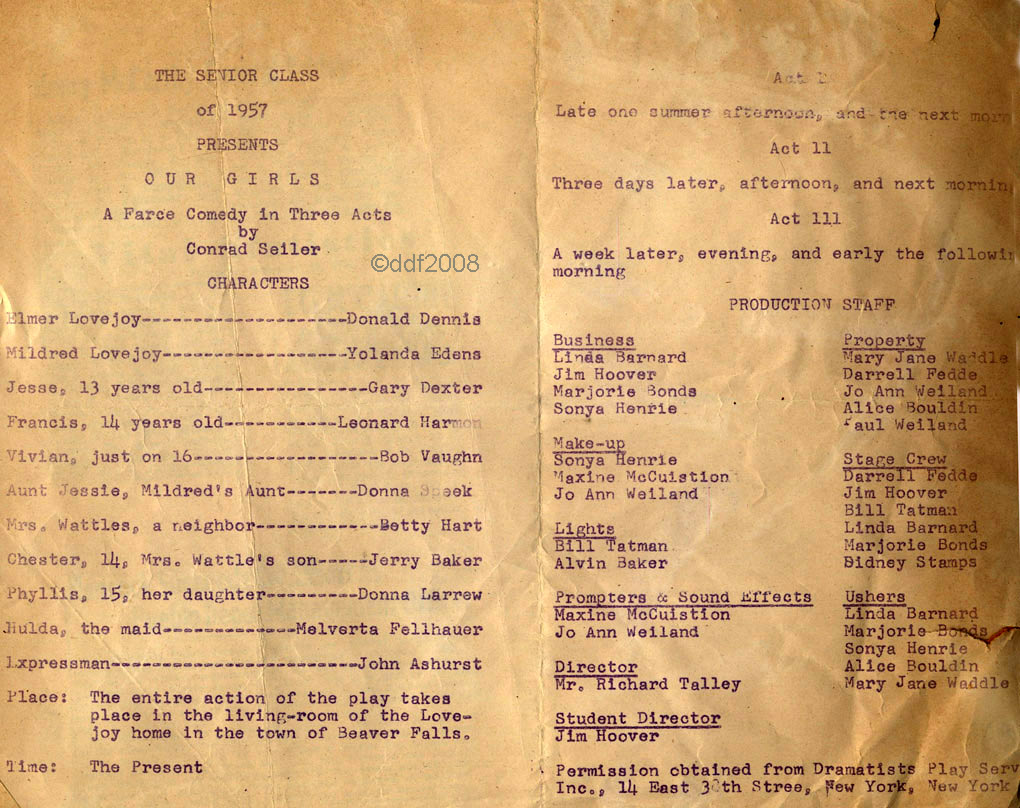 THE SENIOR CLASS
of 1957
PRESENTS
O U R G I R L S
A Farce Comedy in Three Acts
by
Conrad Seiler
©ddf2008
CHARACTERS
Elmer Lovejoy--------------------Donald Dennis
Mildred Lovejoy------------------Yolanda Edens
Jesse, 13 years old----------------Gary Dexter
Francis, 14 years old-----------Leonard Harmon
Vivian, just on 16------------------Bob Vaughn
Aunt Jessie, Mildred's Aunt-------Donna
Mrs. Wattles, a neighbor------------Betty Hart
Chester, 14, Mrs. Wattle's son-----Jerry Baker
Phyllis, 15, her daughter---------Donna Larrew
Hulda, the maid-------------Melverta Fellhauer
Expressman------------------------John Ashurst
Place: The entire action of the play takes
place in the living-room of the Love-
joy home in the town of Beaver Falls.
Time: The Present
Act
Late one summer afternoon, and the next morn
Act 11
Three days later, afternoon, and next mornin
Act 111
A week later, evening, and early the followin
morning
PRODUCTION STAFF
Business
Linda Barnard
Jim Hoover
Marjorie Bonds
Sonya Henrie
Make-up
Sonya Henrie
Maxine McCuistion
Jo Ann Weiland
Lights
Bill Tatman
Alvin Baker
Prompters & Sound Effects
Maxine McCuistion
Jo Ann Weiland
Director
Mr. Richard Talley
Student Director
Jim Hoover
Property
Mary Jane Waddle
Darrell Fedde
Jo Ann Weiland
Alice Bouldin
Paul Weiland
Stage Crew
Darrell Fedde
Jim Hoover
Bill Tatman
Linda Barnard
Marjorie Bonds
Sidney Stamps
Ushers
Linda Barnard
Marjorie Bonds
Sonya Henrie
Alice Bouldin
Mary Jane Waddle
Permission obtained from Dramatists Play Serv
Inc., 14 East 38th Stree, New York, New York